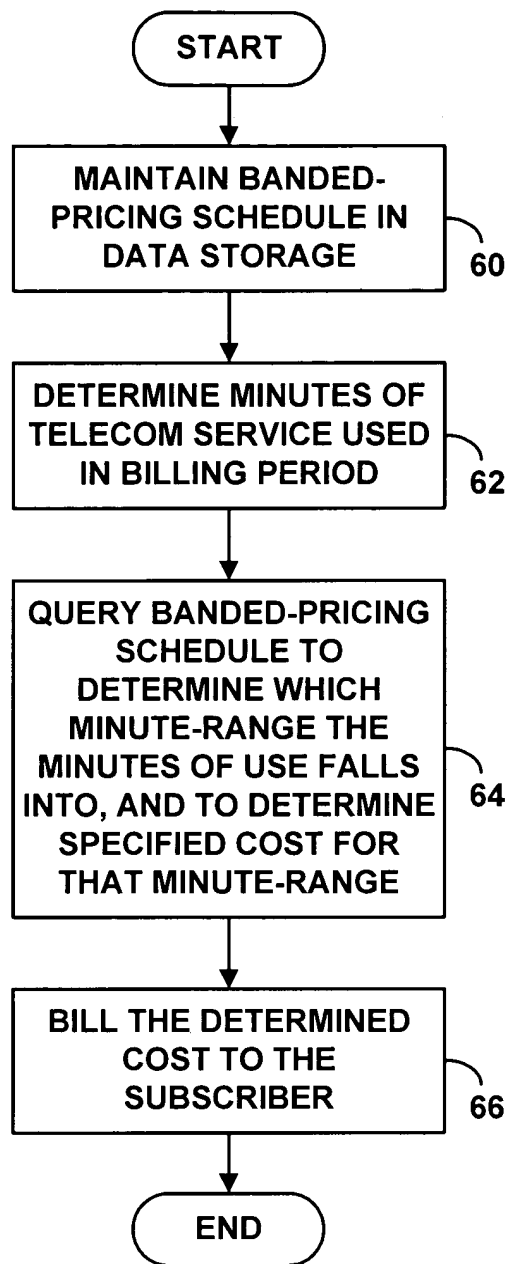 START
MAINTAIN BANDED-
PRICING SCHEDULE IN
DATA STORAGE
60
DETERMINE MINUTES OF
TELECOM SERVICE USED
IN BILLING PERIOD
62
QUERY BANDED-PRICING
SCHEDULE TO
DETERMINE WHICH
MINUTE-RANGE THE
MINUTES OF USE FALLS
INTO, AND TO DETERMINE
SPECIFIED COST FOR
THAT MINUTE-RANGE
64
BILL THE DETERMINED
COST TO THE
SUBSCRIBER
66
END